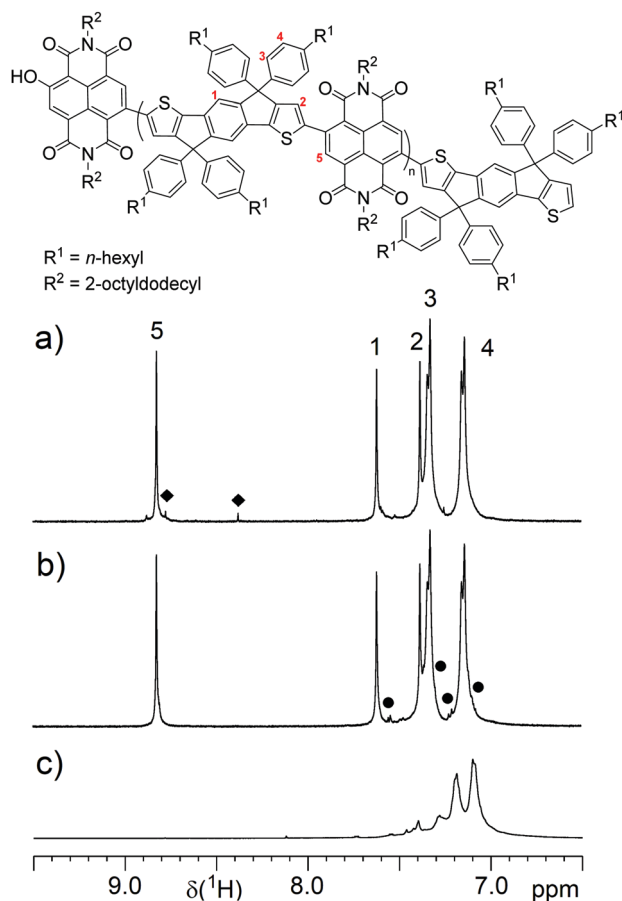 R²
O N O
HO
O N O
R²
R¹
4
R¹
3
1
2
S
S
R¹
R¹
R²
O N O
5
O N O
R²
n
R¹
R¹
S
S
R¹
R¹
R¹ = n-hexyl
R² = 2-octyldodecyl
a)
5
1
2
3
4
b)
c)
9.0 8.0 7.0
δ(¹H) ppm